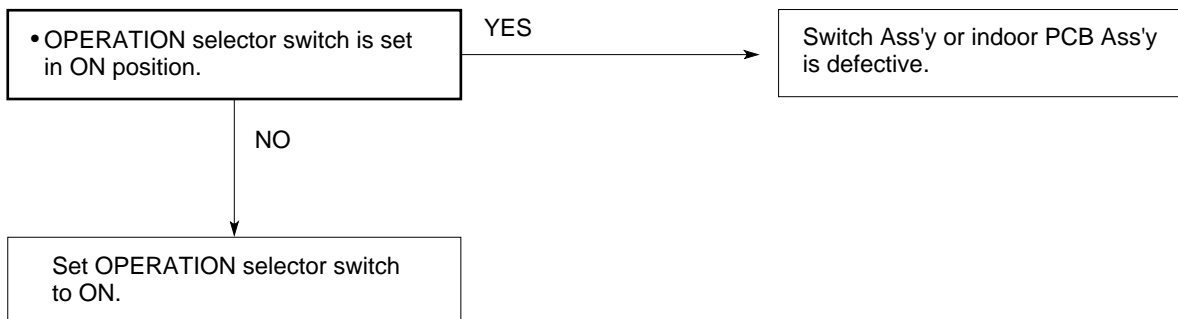 • OPERATION selector switch is set
in ON position.
YES
Switch Ass'y or indoor PCB Ass'y
is defective.
NO
Set OPERATION selector switch
to ON.